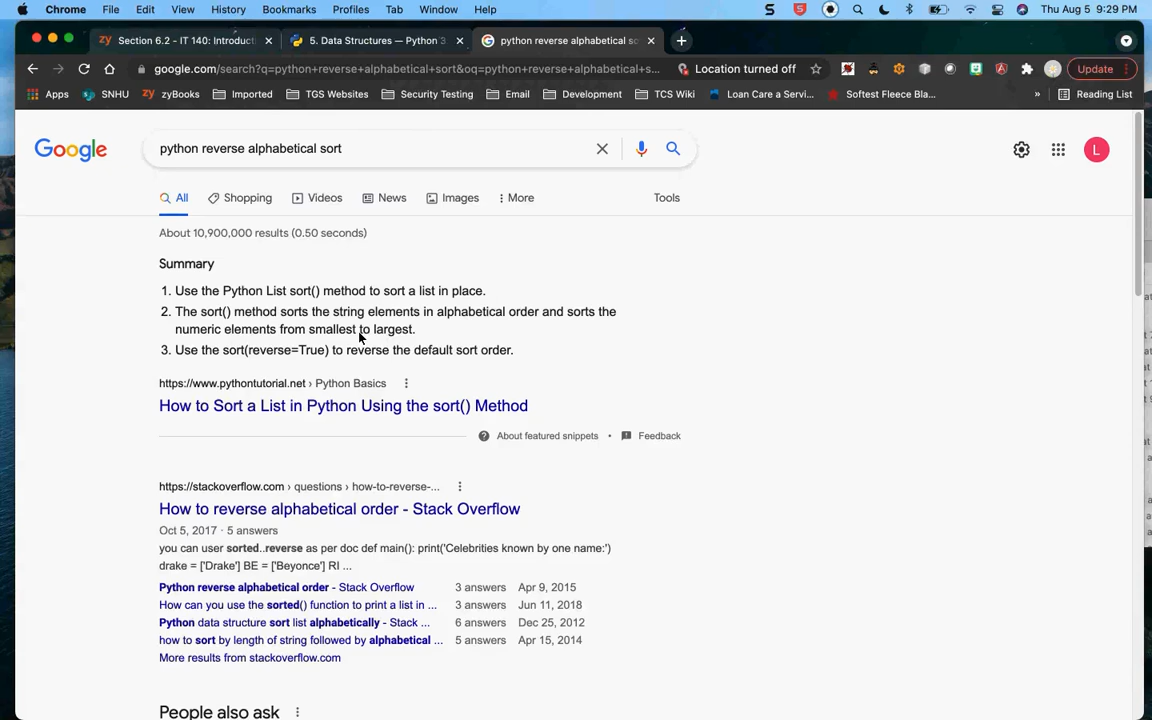 Chrome File Edit View History Bookmarks Profiles Tab Window Help Thu Aug 5 9:29 PM
zy Section 6.2 - IT 140: Introduct 5. Data Structures — Python 3 python reverse alphabetical so
google.com/search?q=python+reverse+alphabetical+sort&oq=python+reverse+alphabetical+s... Location turned off Update
Apps SNHU zy zyBooks Imported TGS Websites Security Testing Email Development TCS Wiki Loan Care a Servi... Softest Fleece Bla... » Reading List
Google python reverse alphabetical sort L
All Shopping Videos News Images More Tools
About 10,900,000 results (0.50 seconds)
Summary
1. Use the Python List sort() method to sort a list in place.
2. The sort() method sorts the string elements in alphabetical order and sorts the
numeric elements from smallest to largest.
3. Use the sort(reverse=True) to reverse the default sort order.
https://www.pythontutorial.net › Python Basics
How to Sort a List in Python Using the sort() Method
About featured snippets • Feedback
https://stackoverflow.com › questions › how-to-reverse-...
How to reverse alphabetical order - Stack Overflow
Oct 5, 2017 · 5 answers
you can user sorted..reverse as per doc def main(): print('Celebrities known by one name:')
drake = ['Drake'] BE = ['Beyonce'] RI ...
Python reverse alphabetical order - Stack Overflow 3 answers Apr 9, 2015
How can you use the sorted() function to print a list in ... 3 answers Jun 11, 2018
Python data structure sort list alphabetically - Stack ... 6 answers Dec 25, 2012
how to sort by length of string followed by alphabetical ... 5 answers Apr 15, 2014
More results from stackoverflow.com
People also ask